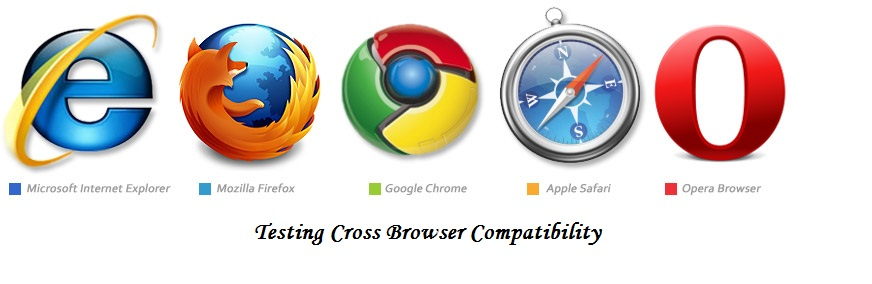 N
E
W
S
Microsoft Internet Explorer
Mozilla Firefox
Google Chrome
Apple Safari
Opera Browser
Testing Cross Browser Compatibility